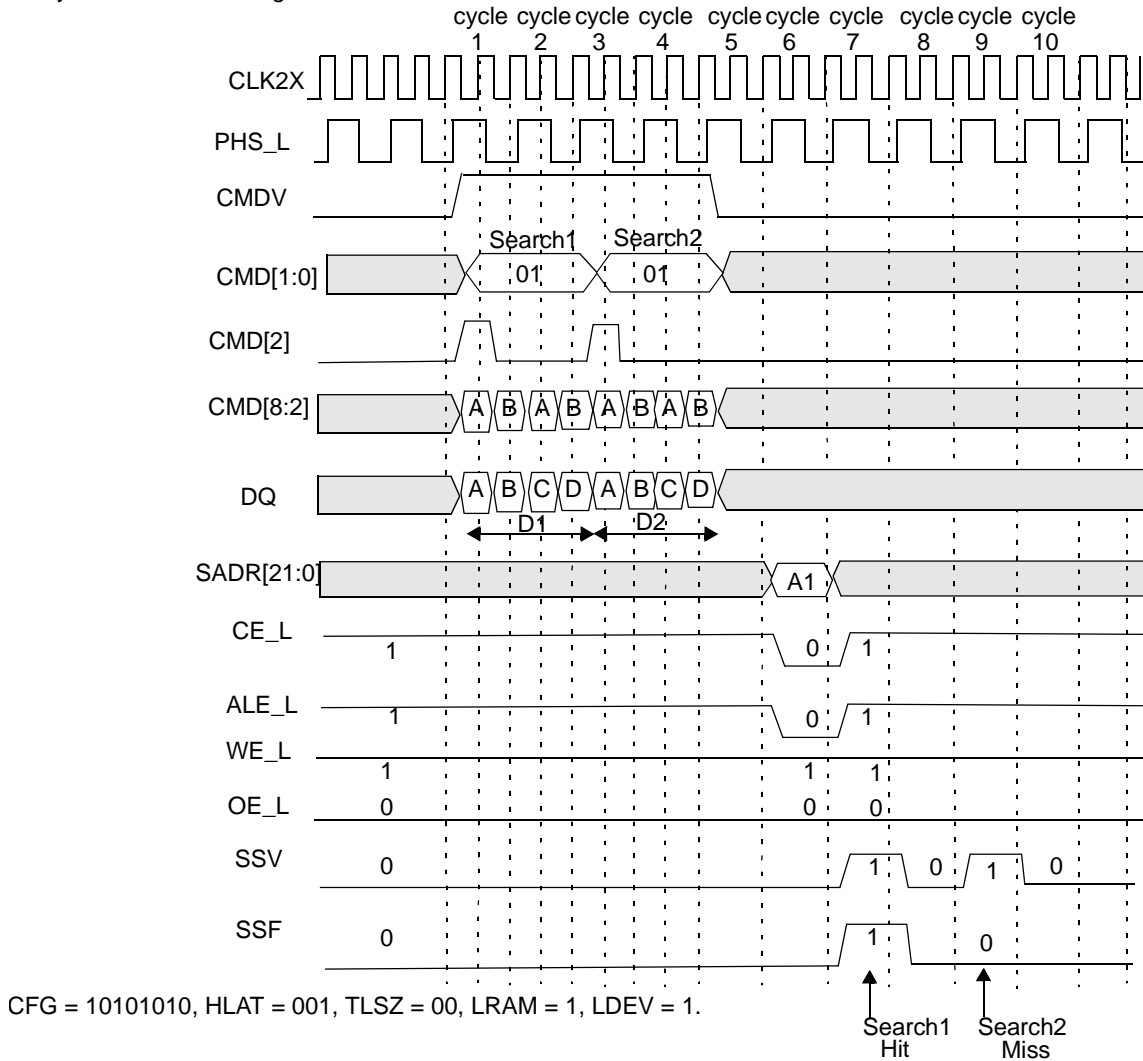 cycle cycle cycle cycle cycle cycle cycle cycle cycle cycle
1 2 3 4 5 6 7 8 9 10
CLK2X
PHS_L
CMDV
Search1 Search2
CMD[1:0] 01 01
CMD[2]
CMD[8:2] A B A B A B A B
DQ A B C D A B C D
D1 D2
SADR[21:0] A1
CE_L
1 0 1
ALE_L
1 0 1
WE_L
1 1 1
OE_L 0 0 0
SSV 0 1 0 1 0
SSF 0 1 0
CFG = 10101010, HLAT = 001, TLSZ = 00, LRAM = 1, LDEV = 1.
Search1 Search2
Hit Miss